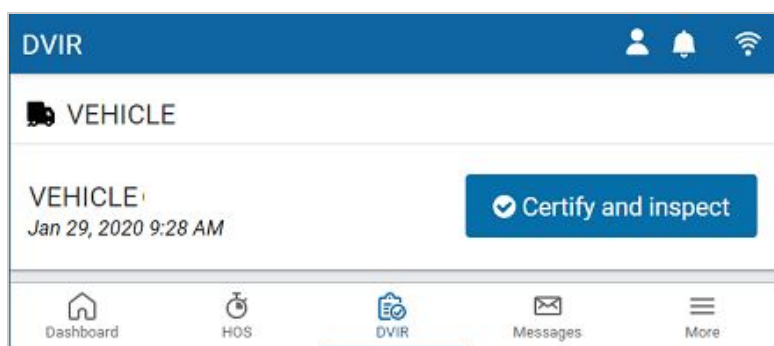 DVIR
VEHICLE
VEHICLE
Jan 29, 2020 9:28 AM
Certify and inspect
Dashboard
HOS
DVIR
Messages
More